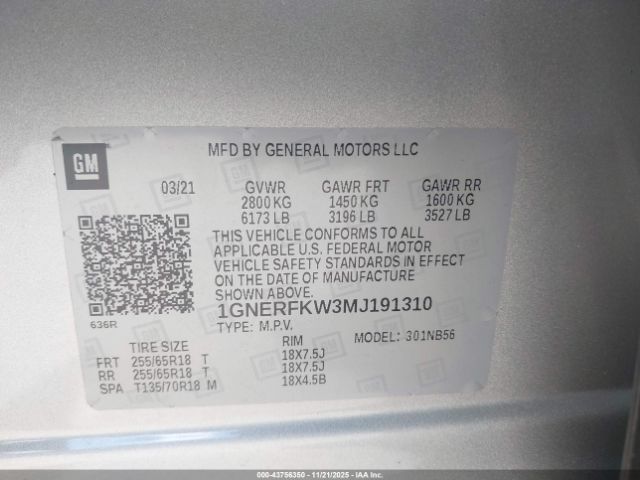 GM
MFD BY GENERAL MOTORS LLC
03/21 GVWR GAWR FRT GAWR RR
2800 KG 1450 KG 1600 KG
6173 LB 3196 LB 3527 LB
THIS VEHICLE CONFORMS TO ALL
APPLICABLE U.S. FEDERAL MOTOR
VEHICLE SAFETY STANDARDS IN EFFECT
ON THE DATE OF MANUFACTURE
SHOWN ABOVE.
1GNERFKW3MJ191310
636R
TYPE: M.P.V.
MODEL: 301NB56
TIRE SIZE RIM
FRT 255/65R18 T 18X7.5J
RR 255/65R18 T 18X7.5J
SPA T135/70R18 M 18X4.5B
000-43756350 - 11/21/2025 - IAAI.COM